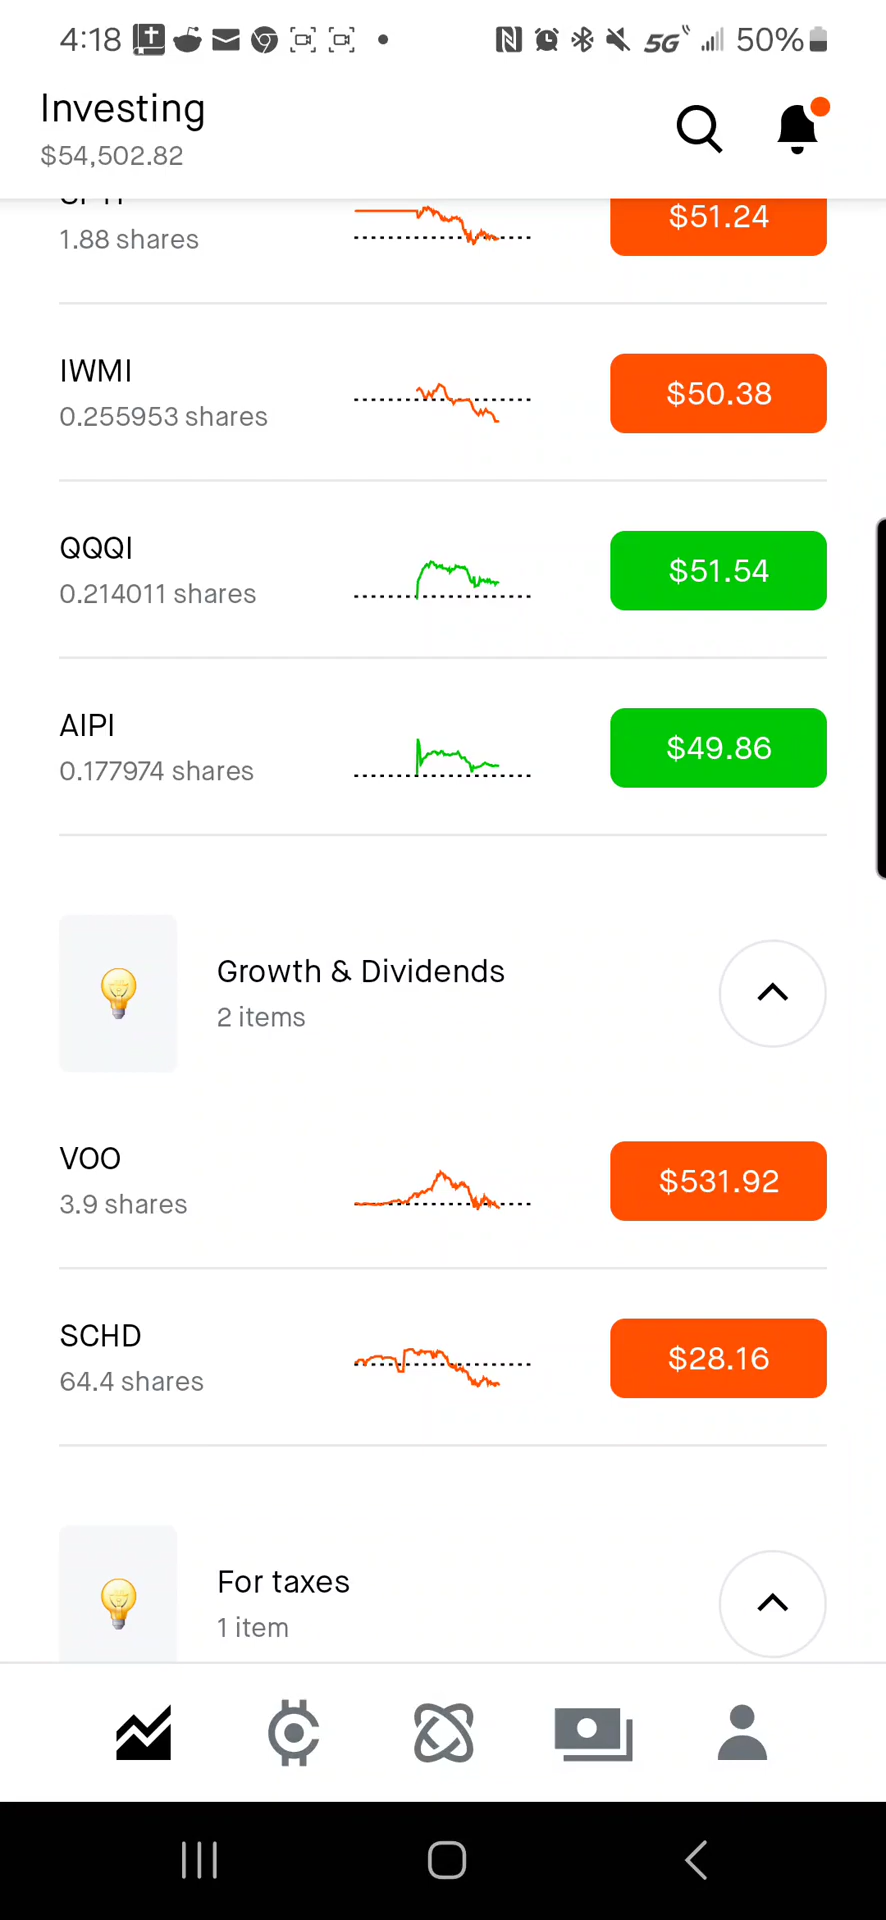 4:18
5G
50%
Investing
$54,502.82
1.88 shares
$51.24
IWMI
0.255953 shares
$50.38
QQQI
0.214011 shares
$51.54
AIPI
0.177974 shares
$49.86
Growth & Dividends
2 items
VOO
3.9 shares
$531.92
SCHD
64.4 shares
$28.16
For taxes
1 item